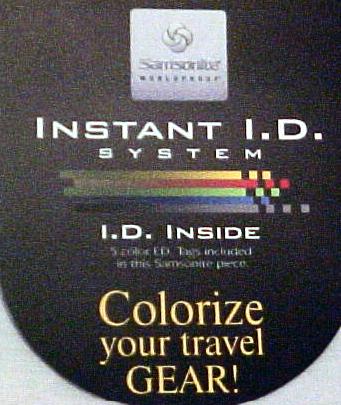 Samsonite
WORLDPROOF
INSTANT I.D.
SYSTEM
I.D. INSIDE
5 color I.D. Tags included
in this Samsonite piece.
Colorize
your travel
GEAR!